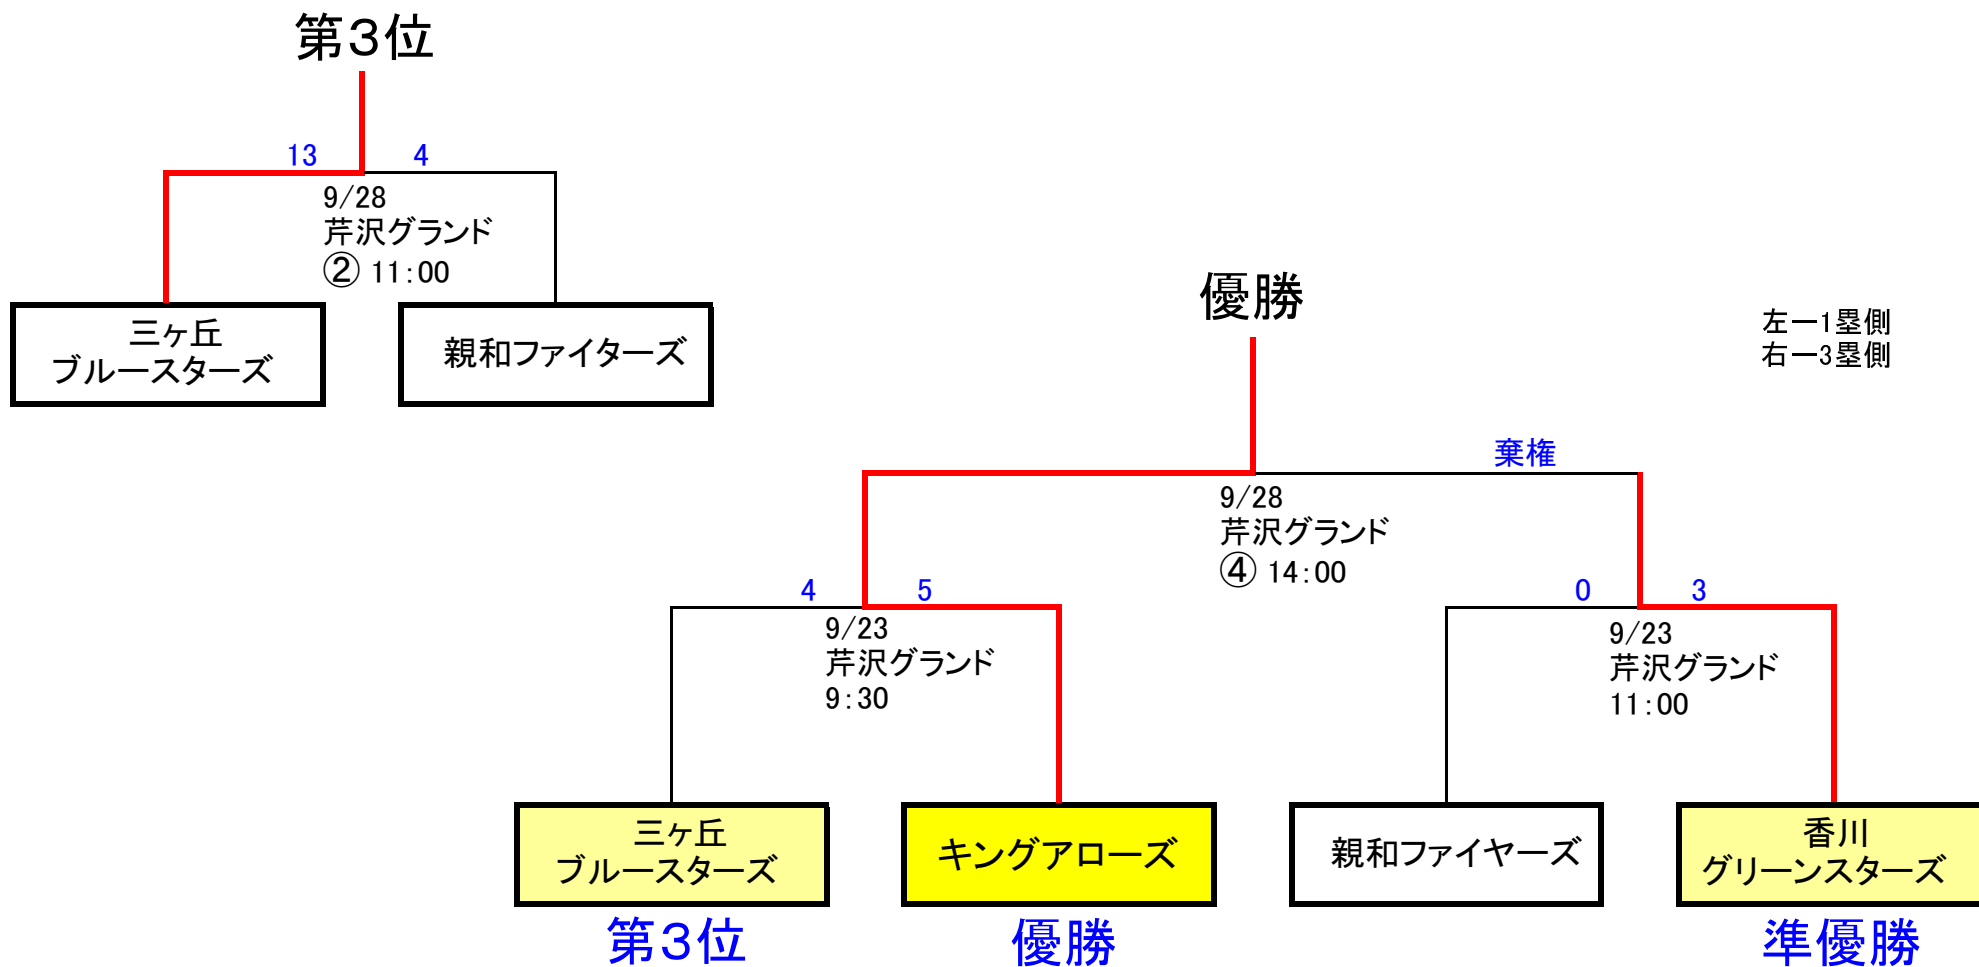 第３位
13 4
9/28
芹沢グランド
② 11:00
三ヶ丘
ブルースターズ
親和ファイターズ
優勝
左ー1塁側
右ー3塁側
棄権
9/28
芹沢グランド
④ 14:00
4 5
9/23
芹沢グランド
9:30
0 3
9/23
芹沢グランド
11:00
三ヶ丘
ブルースターズ
キングアローズ
親和ファイヤーズ
香川
グリーンスターズ
第３位
優勝
準優勝